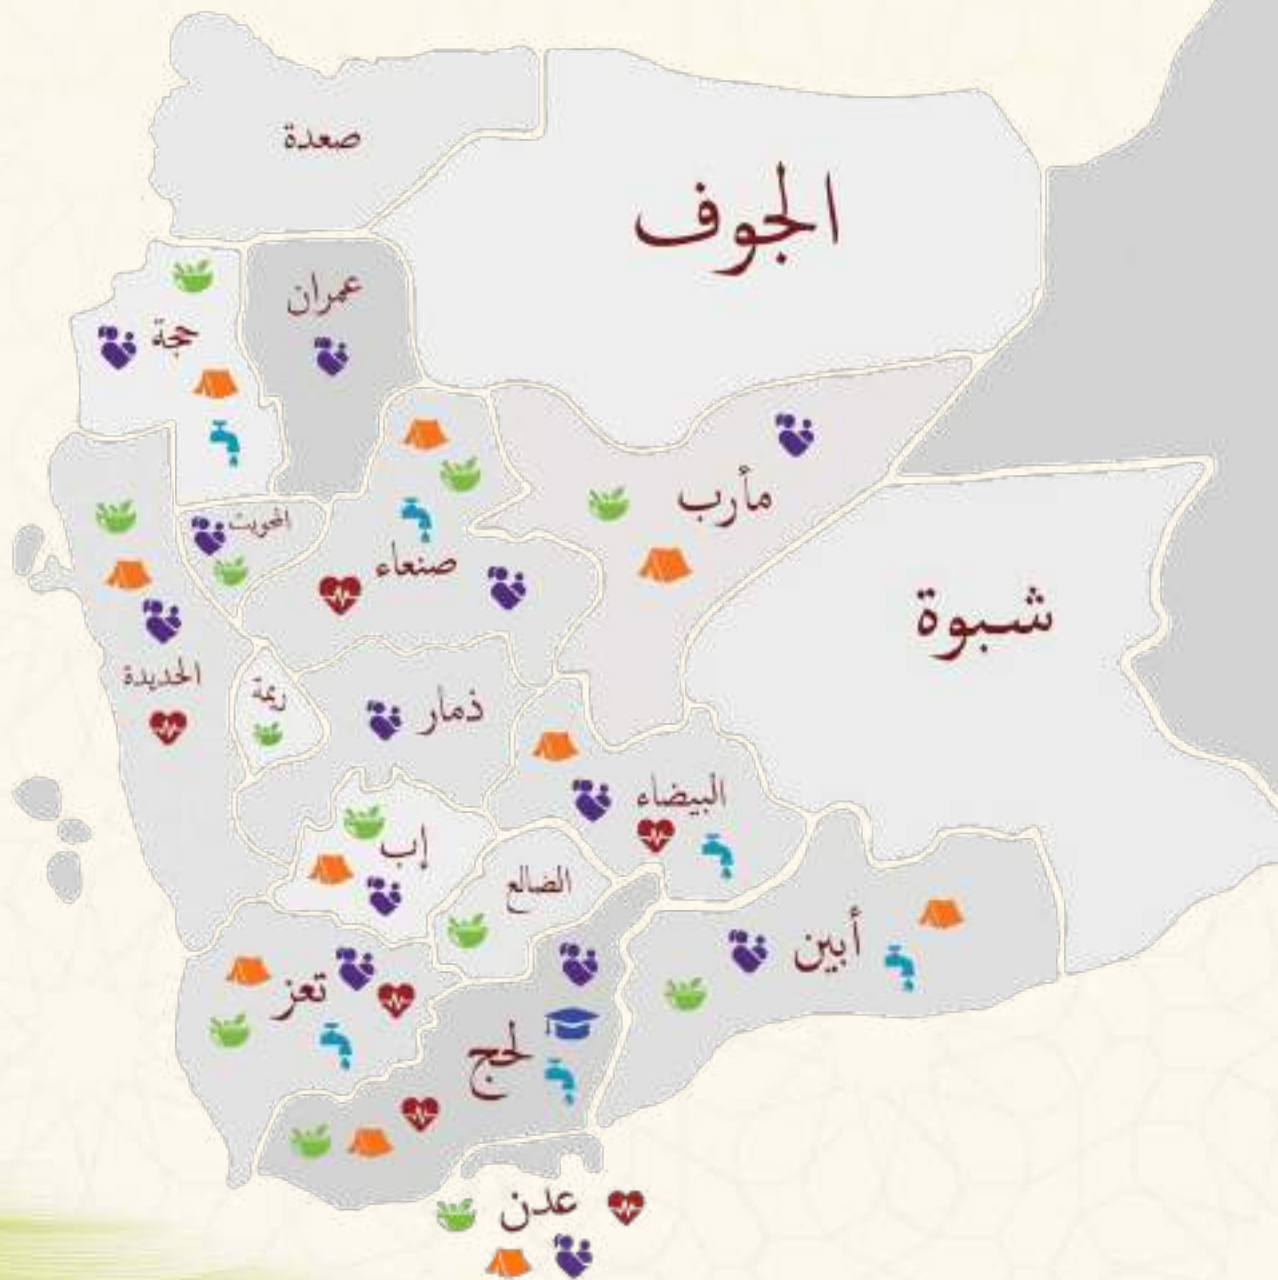 صعدة
الجوف
عمران
حجة
مأرب
المحويت
صنعاء
شبوة
الحديدة
ريمة
ذمار
البيضاء
إب
الضالع
أبين
تعز
لحج
عدن